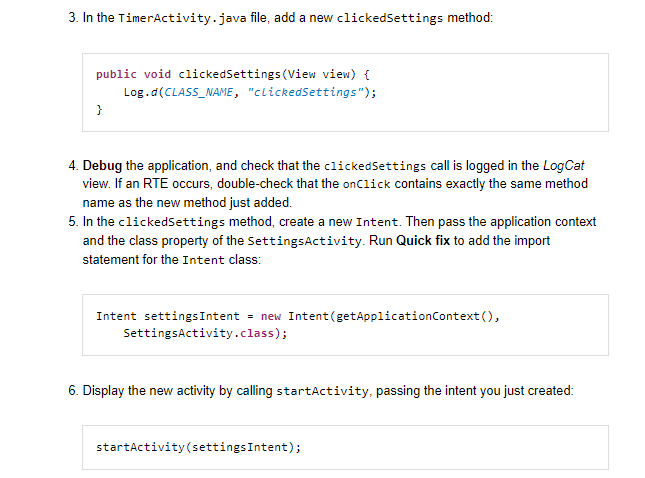 3. In the TimerActivity.java file, add a new clickedSettings method:
public void clickedSettings(View view) {
Log.d(CLASS_NAME, "clickedSettings");
}
4. Debug the application, and check that the clickedSettings call is logged in the LogCat
view. If an RTE occurs, double-check that the onClick contains exactly the same method
name as the new method just added.
5. In the clickedSettings method, create a new Intent. Then pass the application context
and the class property of the SettingsActivity. Run Quick fix to add the import
statement for the Intent class:
Intent settingsIntent = new Intent(getApplicationContext(),
SettingsActivity.class);
6. Display the new activity by calling startActivity, passing the intent you just created:
startActivity(settingsIntent);